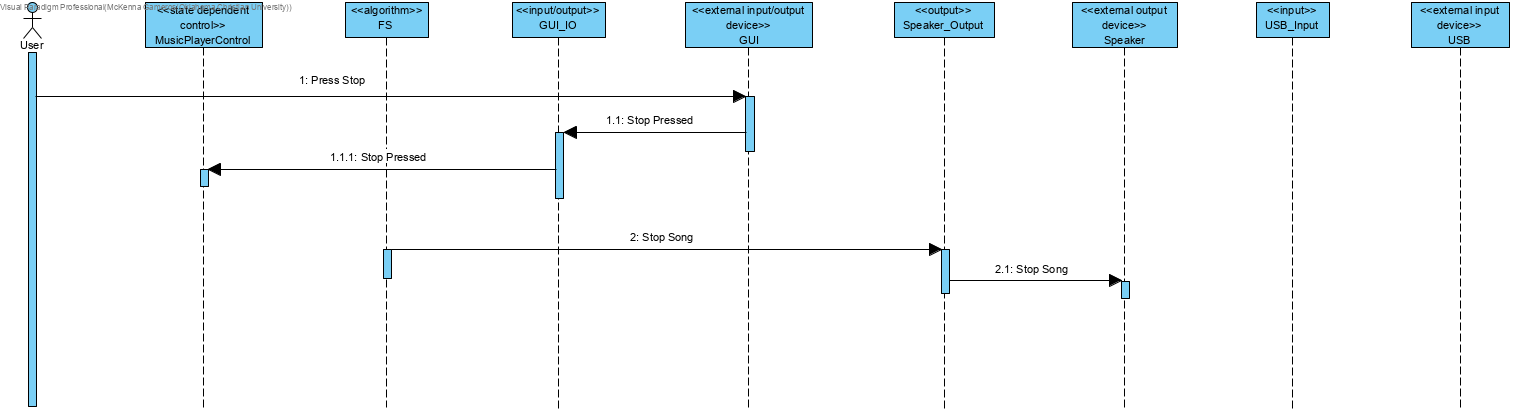 Visual Paradigm Professional(McKenna
University))
User
<<state dependent
control>>
MusicPlayerControl
<<algorithm>>
FS
<<input/output>>
GUI_IO
<<external input/output
device>>
GUI
<<output>>
Speaker_Output
<<external output
device>>
Speaker
<<input>>
USB_Input
<<external input
device>>
USB
1: Press Stop
1.1: Stop Pressed
1.1.1: Stop Pressed
2: Stop Song
2.1: Stop Song